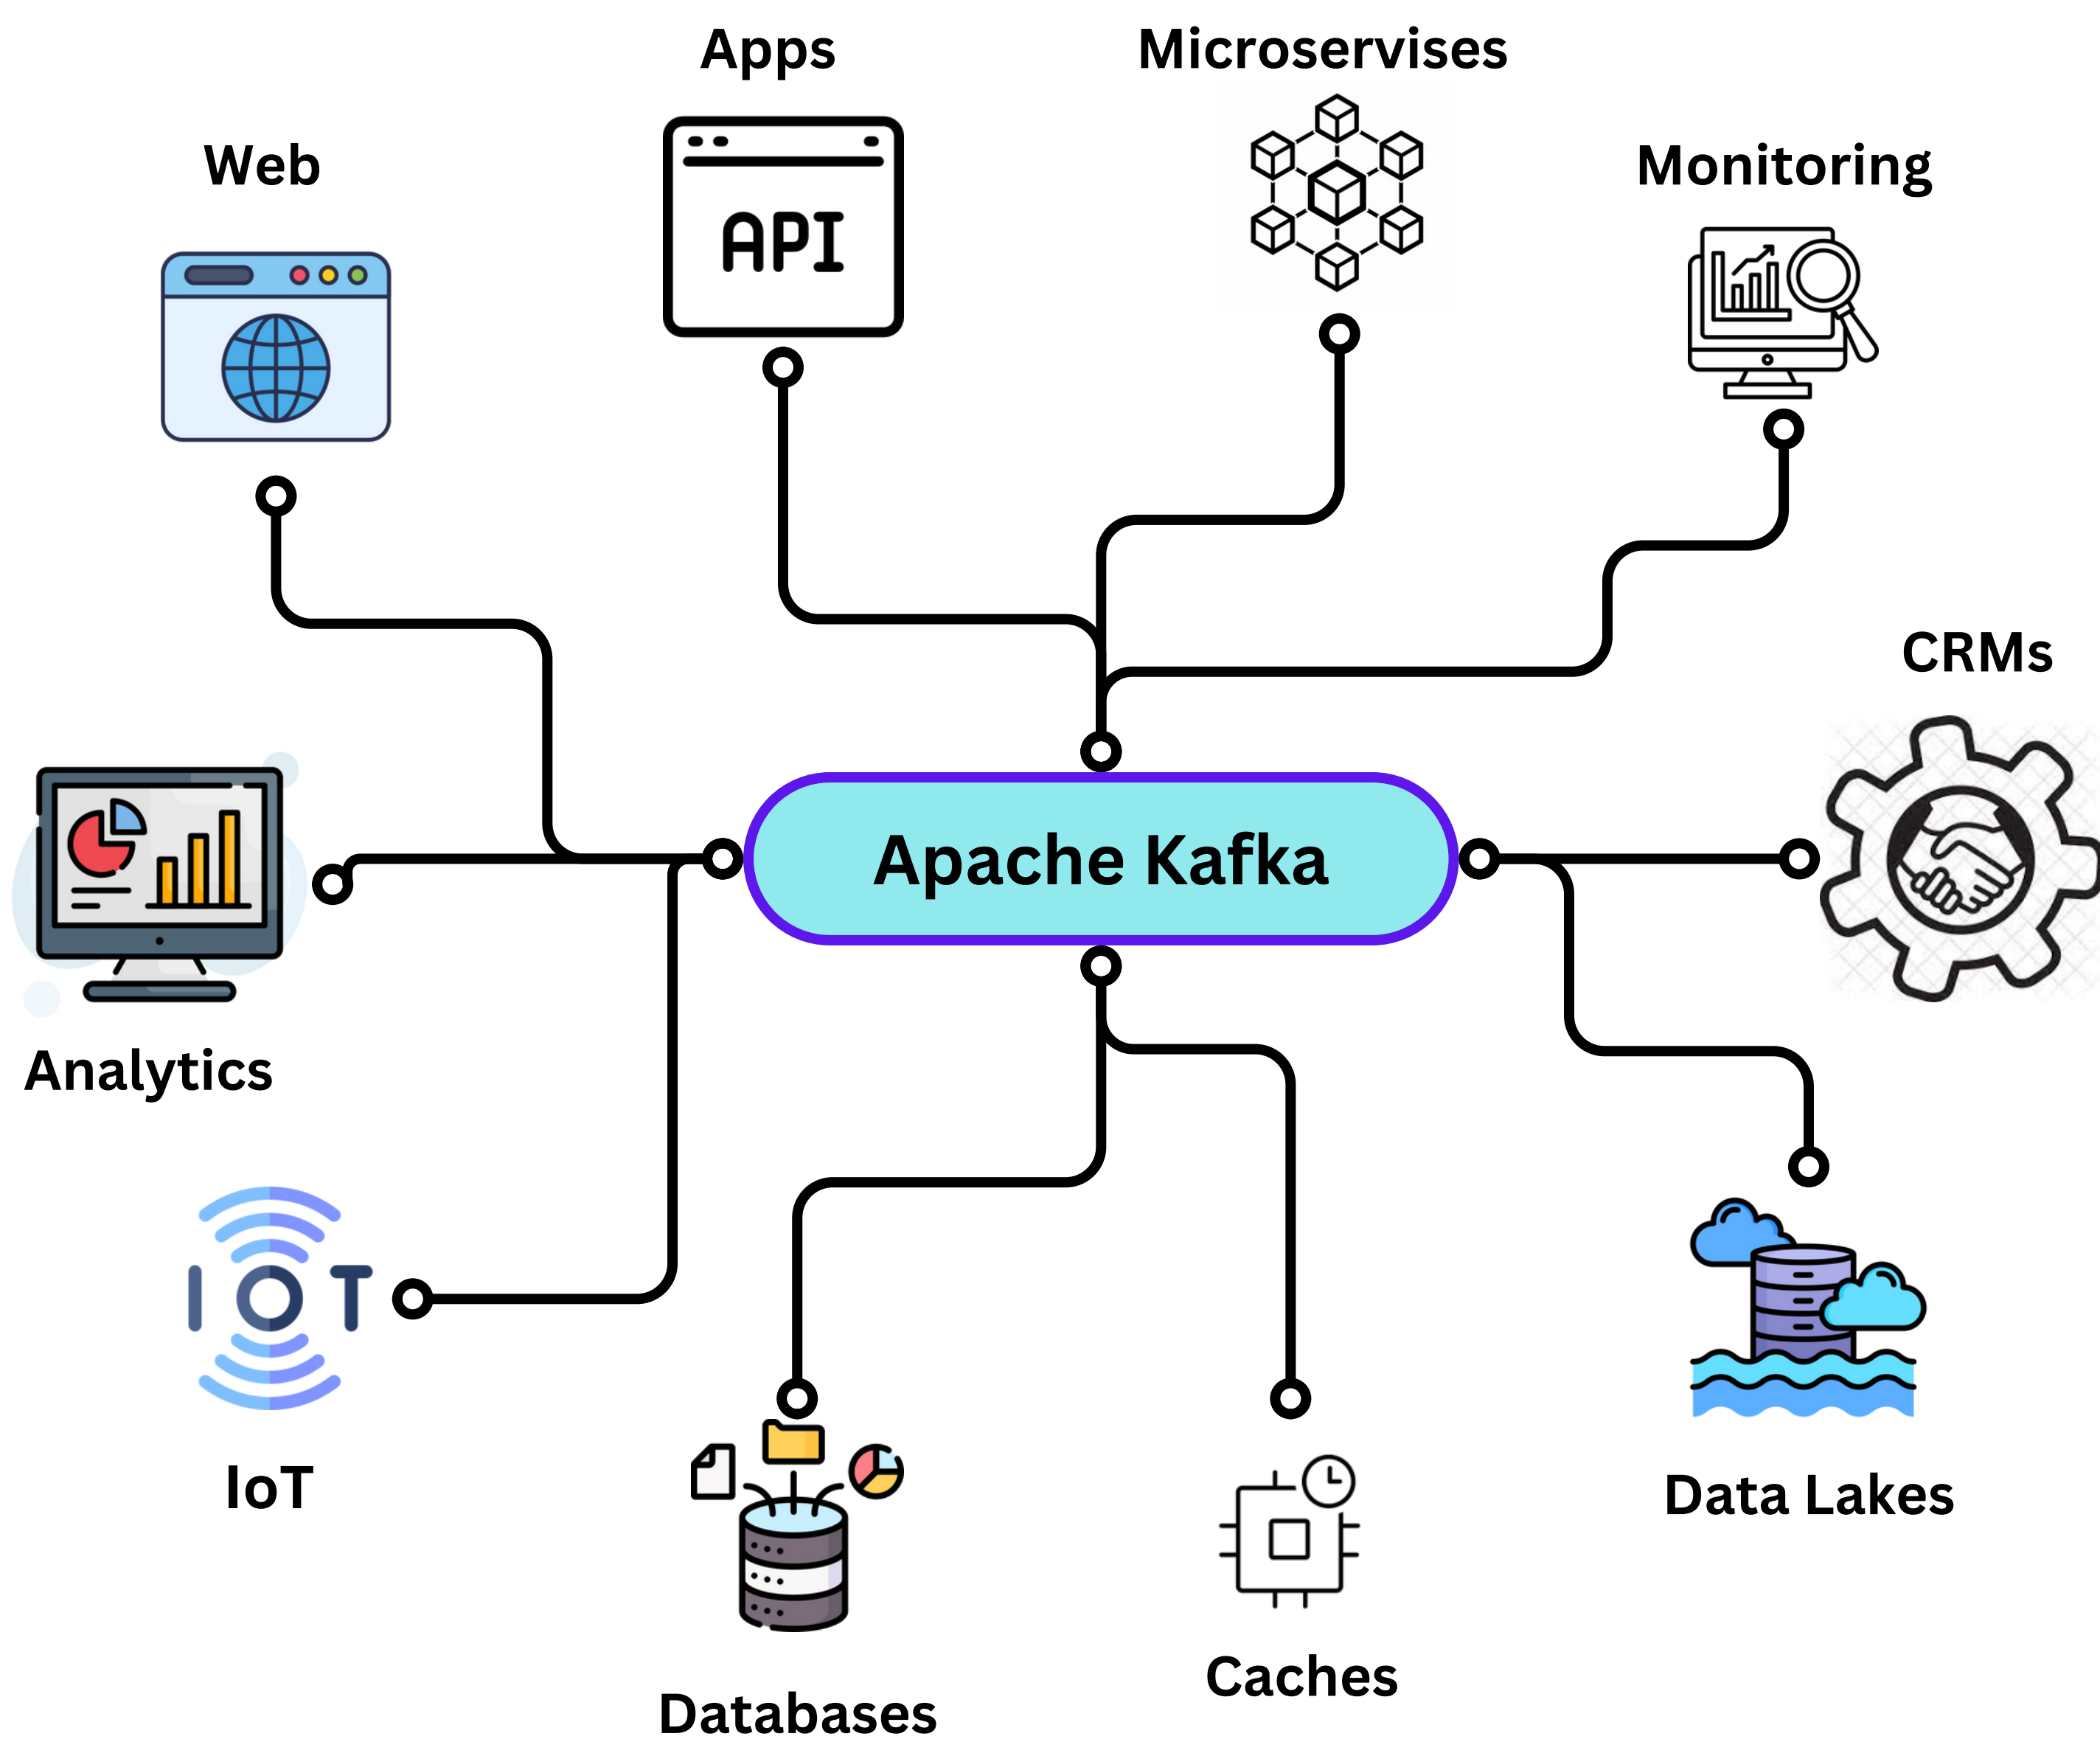 Apps
Microservises
Web
Monitoring
API
CRMs
Apache Kafka
Analytics
IOT
IoT
Data Lakes
Caches
Databases